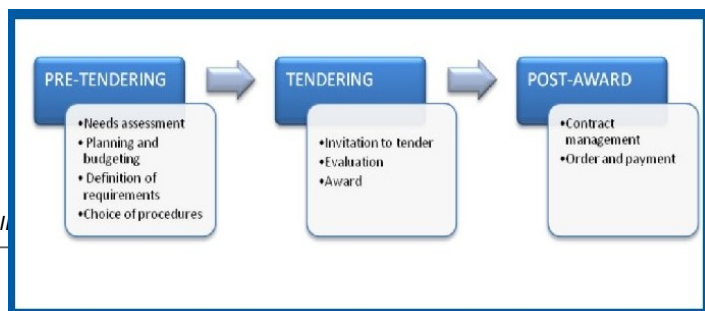 PRE-TENDERING
•Needs assessment
• Planning and
budgeting
• Definition of
requirements
•Choice of procedures
TENDERING
•Invitation to tender
•Evaluation
•Award
POST-AWARD
•Contract
management
•Order and payment